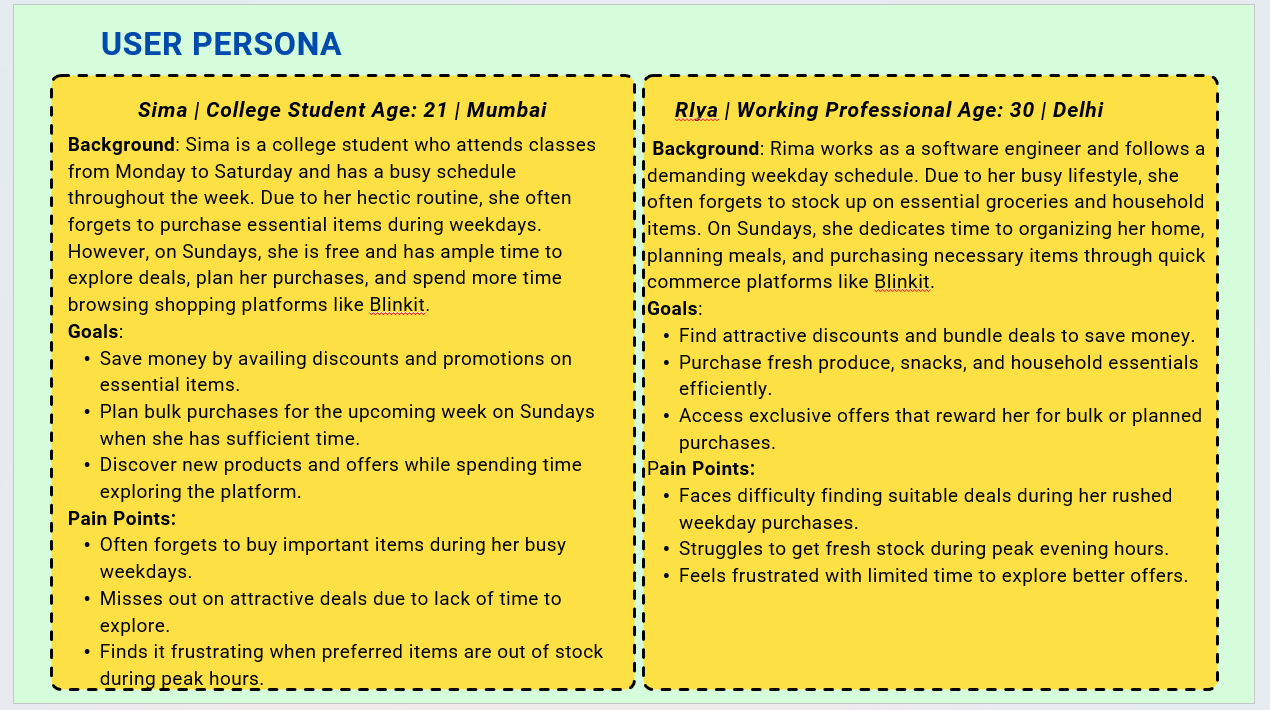 USER PERSONA
Sima | College Student Age: 21 | Mumbai
Background: Sima is a college student who attends classes
from Monday to Saturday and has a busy schedule
throughout the week. Due to her hectic routine, she often
forgets to purchase essential items during weekdays.
However, on Sundays, she is free and has ample time to
explore deals, plan her purchases, and spend more time
browsing shopping platforms like Blinkit.
Goals:
• Save money by availing discounts and promotions on
essential items.
• Plan bulk purchases for the upcoming week on Sundays
when she has sufficient time.
• Discover new products and offers while spending time
exploring the platform.
Pain Points:
• Often forgets to buy important items during her busy
weekdays.
• Misses out on attractive deals due to lack of time to
explore.
• Finds it frustrating when preferred items are out of stock
during peak hours.
RIya | Working Professional Age: 30 | Delhi
Background: Rima works as a software engineer and follows a
demanding weekday schedule. Due to her busy lifestyle, she
often forgets to stock up on essential groceries and household
items. On Sundays, she dedicates time to organizing her home,
planning meals, and purchasing necessary items through quick
commerce platforms like Blinkit.
Goals:
• Find attractive discounts and bundle deals to save money.
• Purchase fresh produce, snacks, and household essentials
efficiently.
• Access exclusive offers that reward her for bulk or planned
purchases.
Pain Points:
• Faces difficulty finding suitable deals during her rushed
weekday purchases.
• Struggles to get fresh stock during peak evening hours.
• Feels frustrated with limited time to explore better offers.